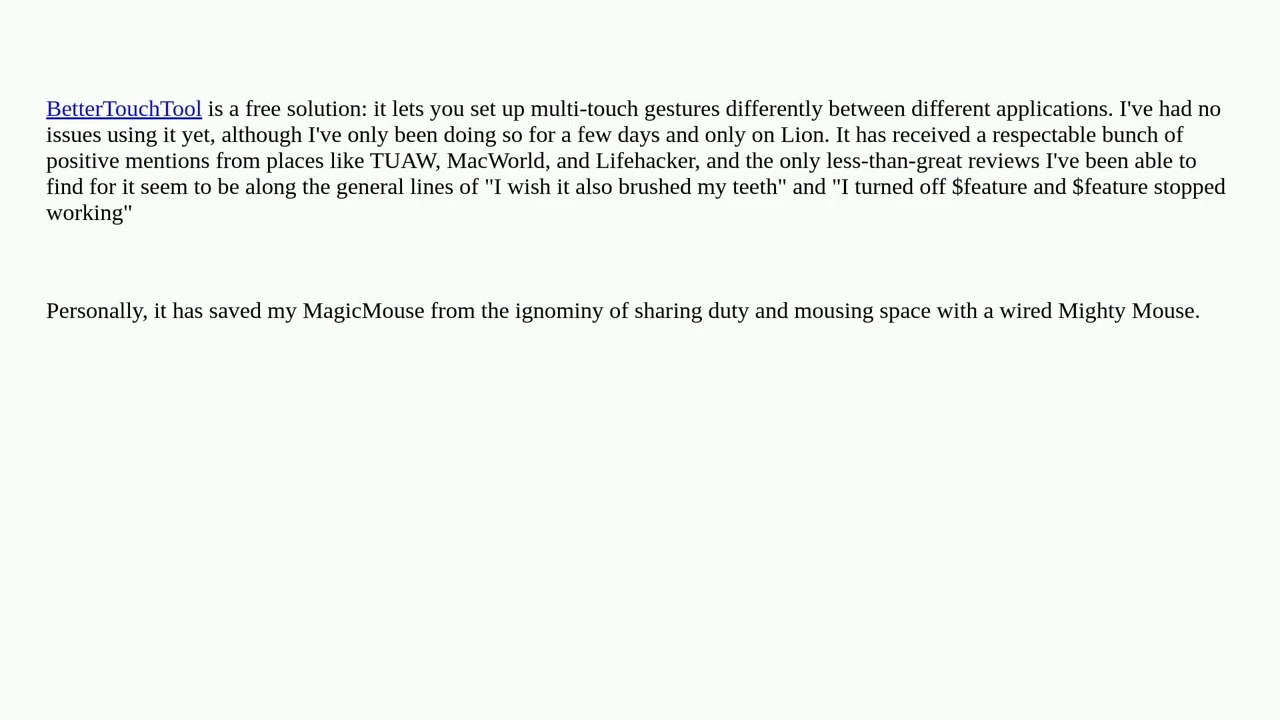 BetterTouchTool is a free solution: it lets you set up multi-touch gestures differently between different applications. I've had no
issues using it yet, although I've only been doing so for a few days and only on Lion. It has received a respectable bunch of
positive mentions from places like TUAW, MacWorld, and Lifehacker, and the only less-than-great reviews I've been able to
find for it seem to be along the general lines of "I wish it also brushed my teeth" and "I turned off $feature and $feature stopped
working"
Personally, it has saved my MagicMouse from the ignominy of sharing duty and mousing space with a wired Mighty Mouse.